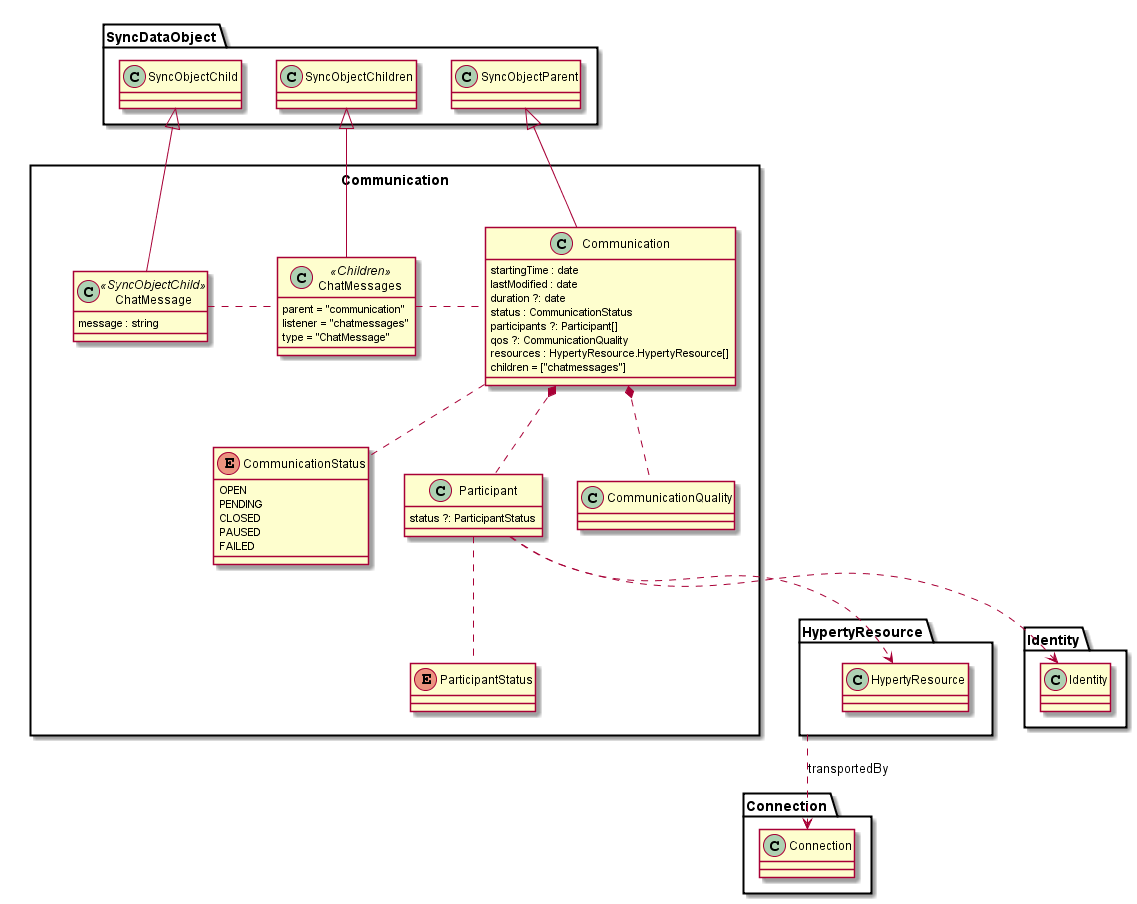 SyncDataObject
C SyncObjectChild
C SyncObjectChildren
C SyncObjectParent
Communication
C «SyncObjectChild»
ChatMessage
message : string
C «Children»
ChatMessages
parent = "communication"
listener = "chatmessages"
type = "ChatMessage"
C Communication
startingTime : date
lastModified : date
duration ?: date
status : CommunicationStatus
participants ?: Participant[]
qos ?: CommunicationQuality
resources : HypertyResource.HypertyResource[]
children = ["chatmessages"]
E CommunicationStatus
OPEN
PENDING
CLOSED
PAUSED
FAILED
C Participant
status ?: ParticipantStatus
C CommunicationQuality
E ParticipantStatus
HypertyResource
C HypertyResource
Identity
C Identity
transportedBy
Connection
C Connection